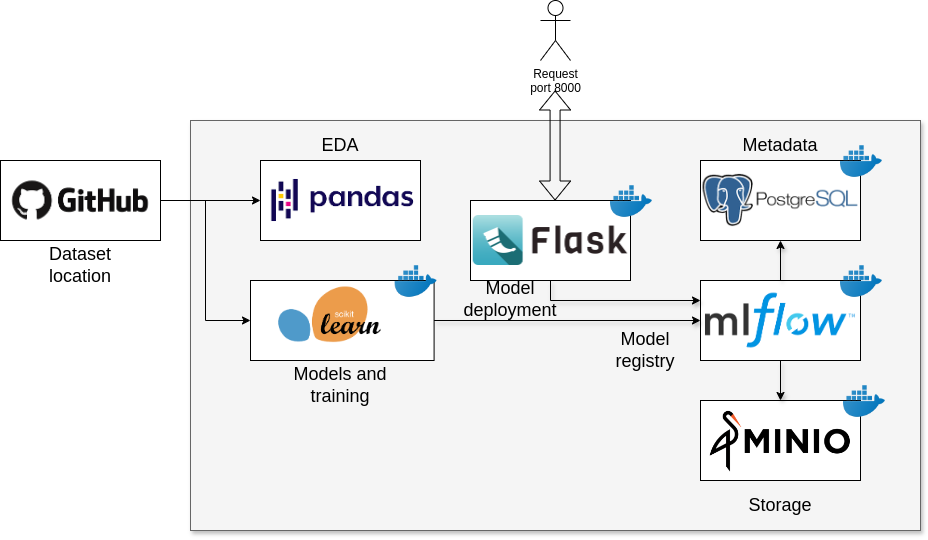 Request
port 8000
EDA
Metadata
GitHub
pandas
PostgreSQL
Dataset
location
Flask
Model
deployment
scikit
learn
mlflow™
Model
registry
Models and
training
MINIO
Storage